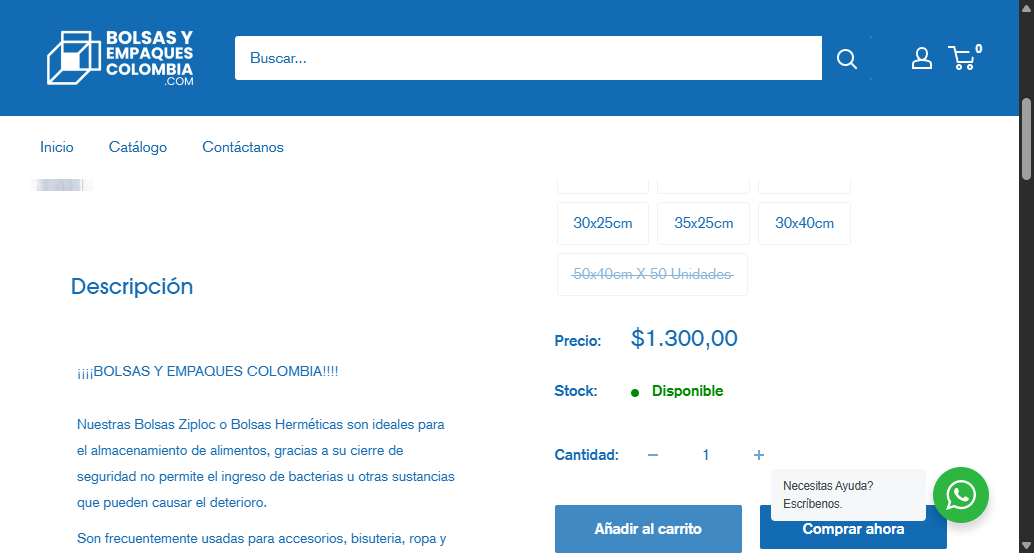 BOLSAS Y
EMPAQUES
COLOMBIA
.COM
Buscar...
0
Inicio
Catálogo
Contáctanos
30x25cm
35x25cm
30x40cm
50x40cm X 50 Unidades
Descripción
Precio:
$1.300,00
¡¡¡¡BOLSAS Y EMPAQUES COLOMBIA!!!!
Stock:
Disponible
Nuestras Bolsas Ziploc o Bolsas Herméticas son ideales para
el almacenamiento de alimentos, gracias a su cierre de
seguridad no permite el ingreso de bacterias u otras sustancias
que pueden causar el deterioro.
Cantidad:
− 1 +
Necesitas Ayuda?
Escríbenos.
Añadir al carrito
Comprar ahora
Son frecuentemente usadas para accesorios, bisuteria, ropa y